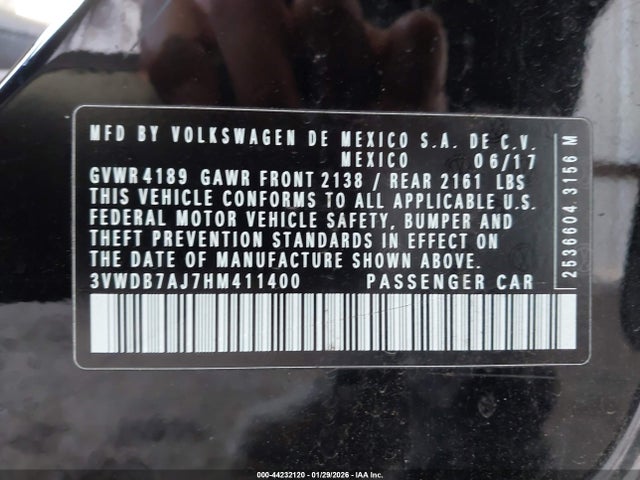 MFD BY VOLKSWAGEN DE MEXICO S.A. DE C.V.
MEXICO 06/17
GVWR 4189 GAWR FRONT 2138 / REAR 2161 LBS
THIS VEHICLE CONFORMS TO ALL APPLICABLE U.S.
FEDERAL MOTOR VEHICLE SAFETY, BUMPER AND
THEFT PREVENTION STANDARDS IN EFFECT ON
THE DATE OF MANUFACTURE SHOWN ABOVE.
3VWDB7AJ7HM411400 PASSENGER CAR
2536604 3156 M
000-44232120 - 01/29/2026 - IAA Inc.